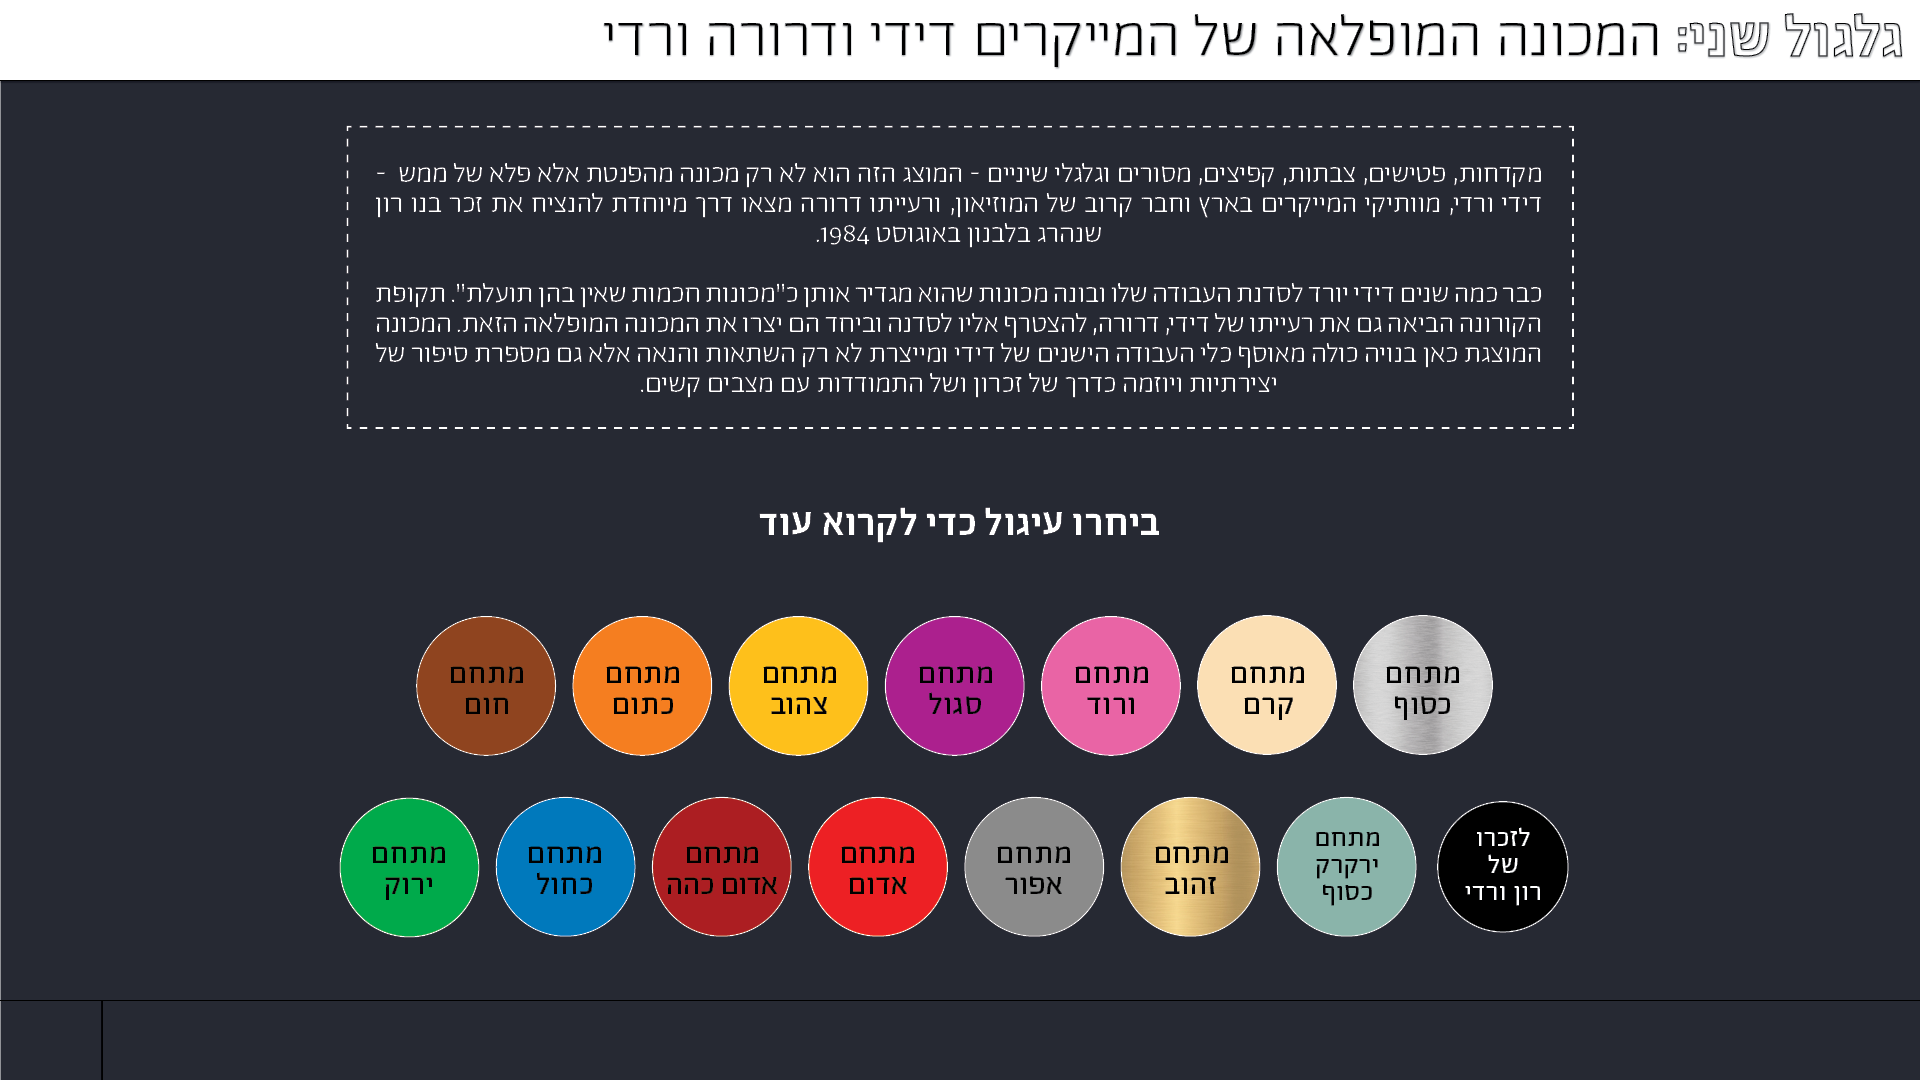 גלגול שני: המכונה המופלאה של המייקרים דידי ודרורה ורדי
מקדחות, פטישים, צבתות, קפיצים, מסורים וגלגלי שיניים - המוצג הזה הוא לא רק מכונה מהפנטת אלא פלא של ממש -
דידי ורדי, מוותיקי המייקרים בארץ וחבר קרוב של המוזיאון, ורעייתו דרורה מצאו דרך מיוחדת להנציח את זכר בנו רון
שנהרג בלבנון באוגוסט 1984.
כבר כמה שנים דידי יורד לסדנת העבודה שלו ובונה מכונות שהוא מגדיר אותן כ"מכונות חכמות שאין בהן תועלת". תקופת
הקורונה הביאה גם את רעייתו של דידי, דרורה, להצטרף אליו לסדנה וביחד הם יצרו את המכונה המופלאה הזאת. המכונה
המוצגת כאן בנויה כולה מאוסף כלי העבודה הישנים של דידי ומייצרת לא רק השתאות והנאה אלא גם מספרת סיפור של
יצירתיות ויוזמה כדרך של זכרון ושל התמודדות עם מצבים קשים.
ביחרו עיגול כדי לקרוא עוד
מתחם
כסוף
מתחם
קרם
מתחם
ורוד
מתחם
סגול
מתחם
צהוב
מתחם
כתום
מתחם
חום
לזכרו
של
רון ורדי
מתחם
ירקרק
כסוף
מתחם
זהוב
מתחם
אפור
מתחם
אדום
מתחם
אדום כהה
מתחם
כחול
מתחם
ירוק